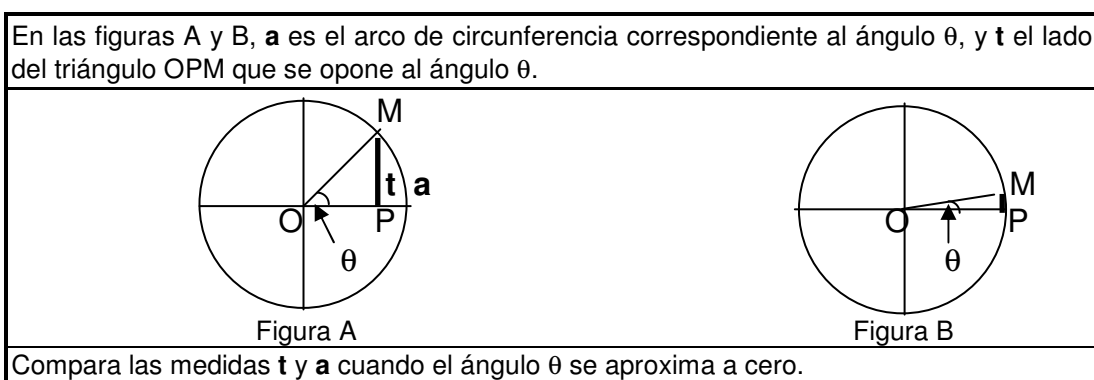 En las figuras A y B, a es el arco de circunferencia correspondiente al ángulo θ, y t el lado
del triángulo OPM que se opone al ángulo θ.
M
t a
O P
θ
Figura A
M
O P
θ
Figura B
Compara las medidas t y a cuando el ángulo θ se aproxima a cero.